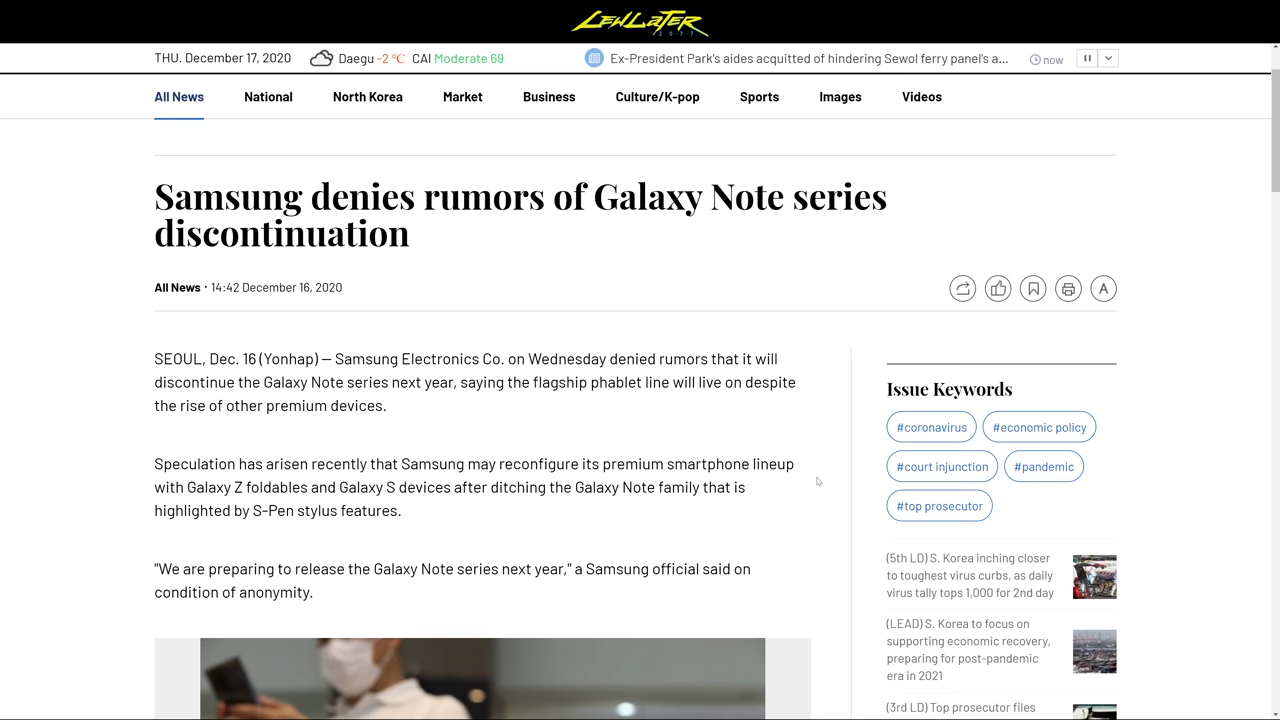 LEWLATER
2077
THU. December 17, 2020
Daegu -2 ℃ CAI Moderate 69
Ex-President Park's aides acquitted of hindering Sewol ferry panel's a...
now
All News
National
North Korea
Market
Business
Culture/K-pop
Sports
Images
Videos
Samsung denies rumors of Galaxy Note series
discontinuation
All News · 14:42 December 16, 2020
A
SEOUL, Dec. 16 (Yonhap) — Samsung Electronics Co. on Wednesday denied rumors that it will
discontinue the Galaxy Note series next year, saying the flagship phablet line will live on despite
the rise of other premium devices.
Speculation has arisen recently that Samsung may reconfigure its premium smartphone lineup
with Galaxy Z foldables and Galaxy S devices after ditching the Galaxy Note family that is
highlighted by S-Pen stylus features.
"We are preparing to release the Galaxy Note series next year," a Samsung official said on
condition of anonymity.
Issue Keywords
#coronavirus
#economic policy
#court injunction
#pandemic
#top prosecutor
(5th LD) S. Korea inching closer
to toughest virus curbs, as daily
virus tally tops 1,000 for 2nd day
(LEAD) S. Korea to focus on
supporting economic recovery,
preparing for post-pandemic
era in 2021
(3rd LD) Top prosecutor files